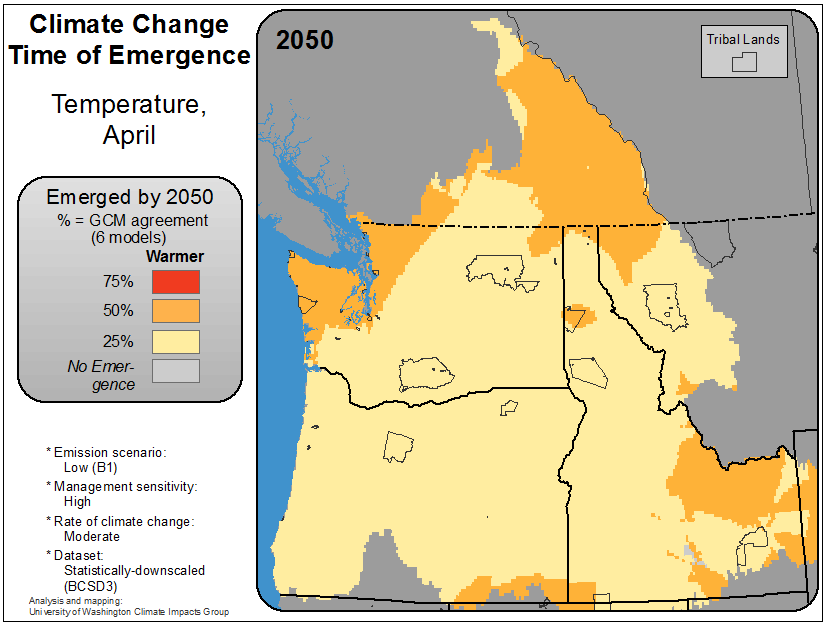 Climate Change
Time of Emergence
Temperature,
April
Emerged by 2050
% = GCM agreement
(6 models)
Warmer
75%
50%
25%
No Emer-
gence
* Emission scenario:
Low (B1)
* Management sensitivity:
High
* Rate of climate change:
Moderate
* Dataset:
Statistically-downscaled
(BCSD3)
Analysis and mapping:
University of Washington Climate Impacts Group
2050
Tribal Lands